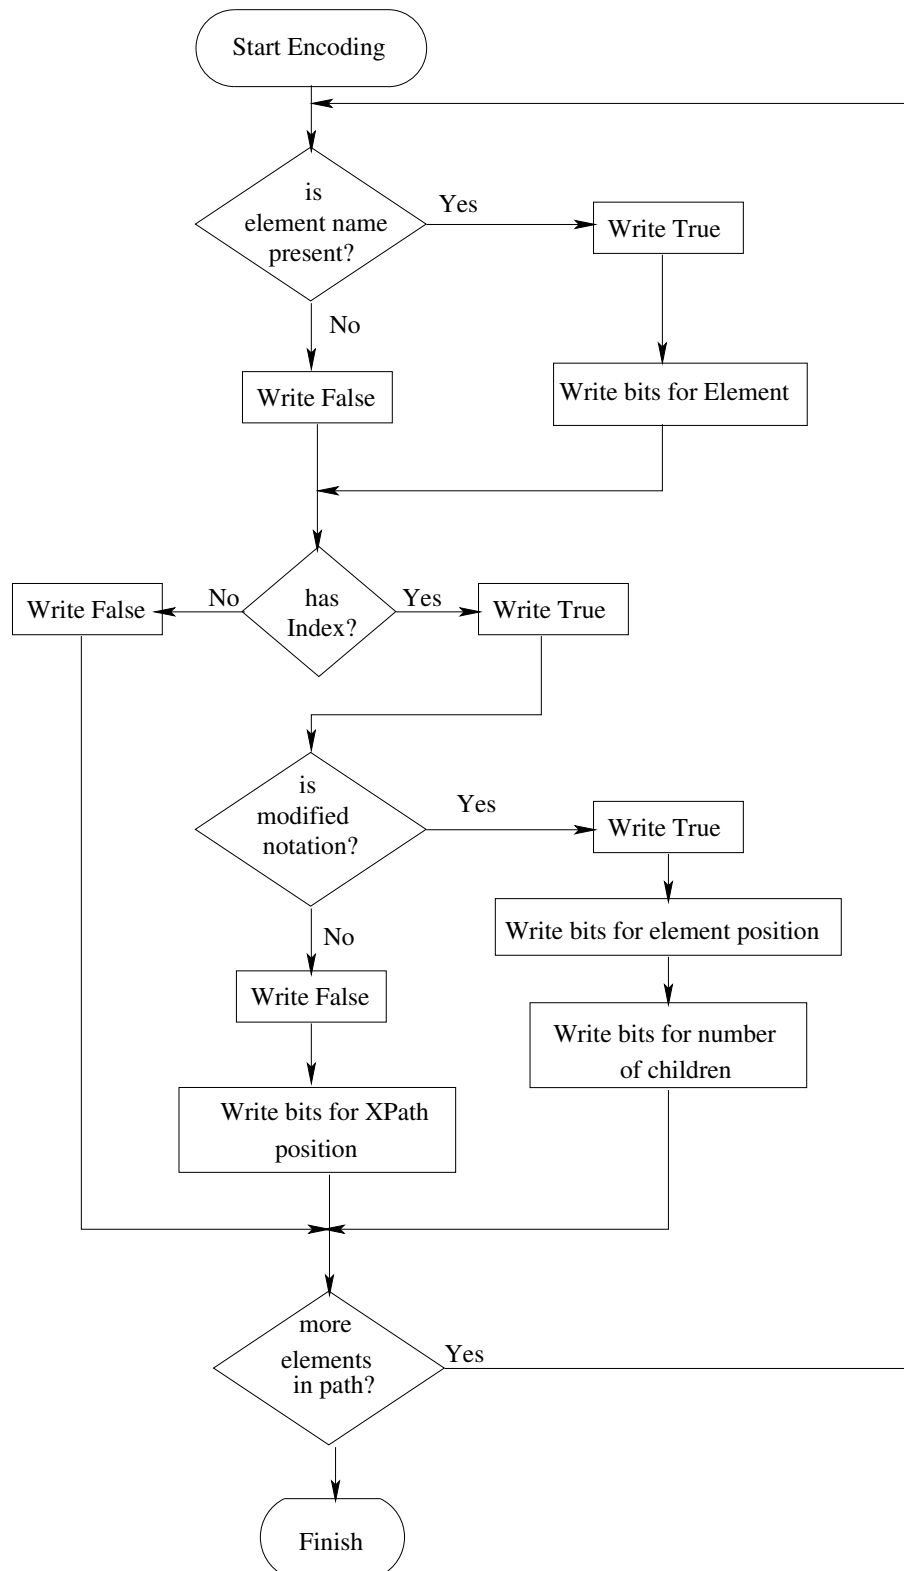 Start Encoding
is
element name
present?
Yes
Write True
No
Write False
Write bits for Element
Write False
No
has
Index?
Yes
Write True
is
modified
notation?
Yes
Write True
Write bits for element position
No
Write False
Write bits for number
of children
Write bits for XPath
position
more
elements
in path?
Yes
Finish